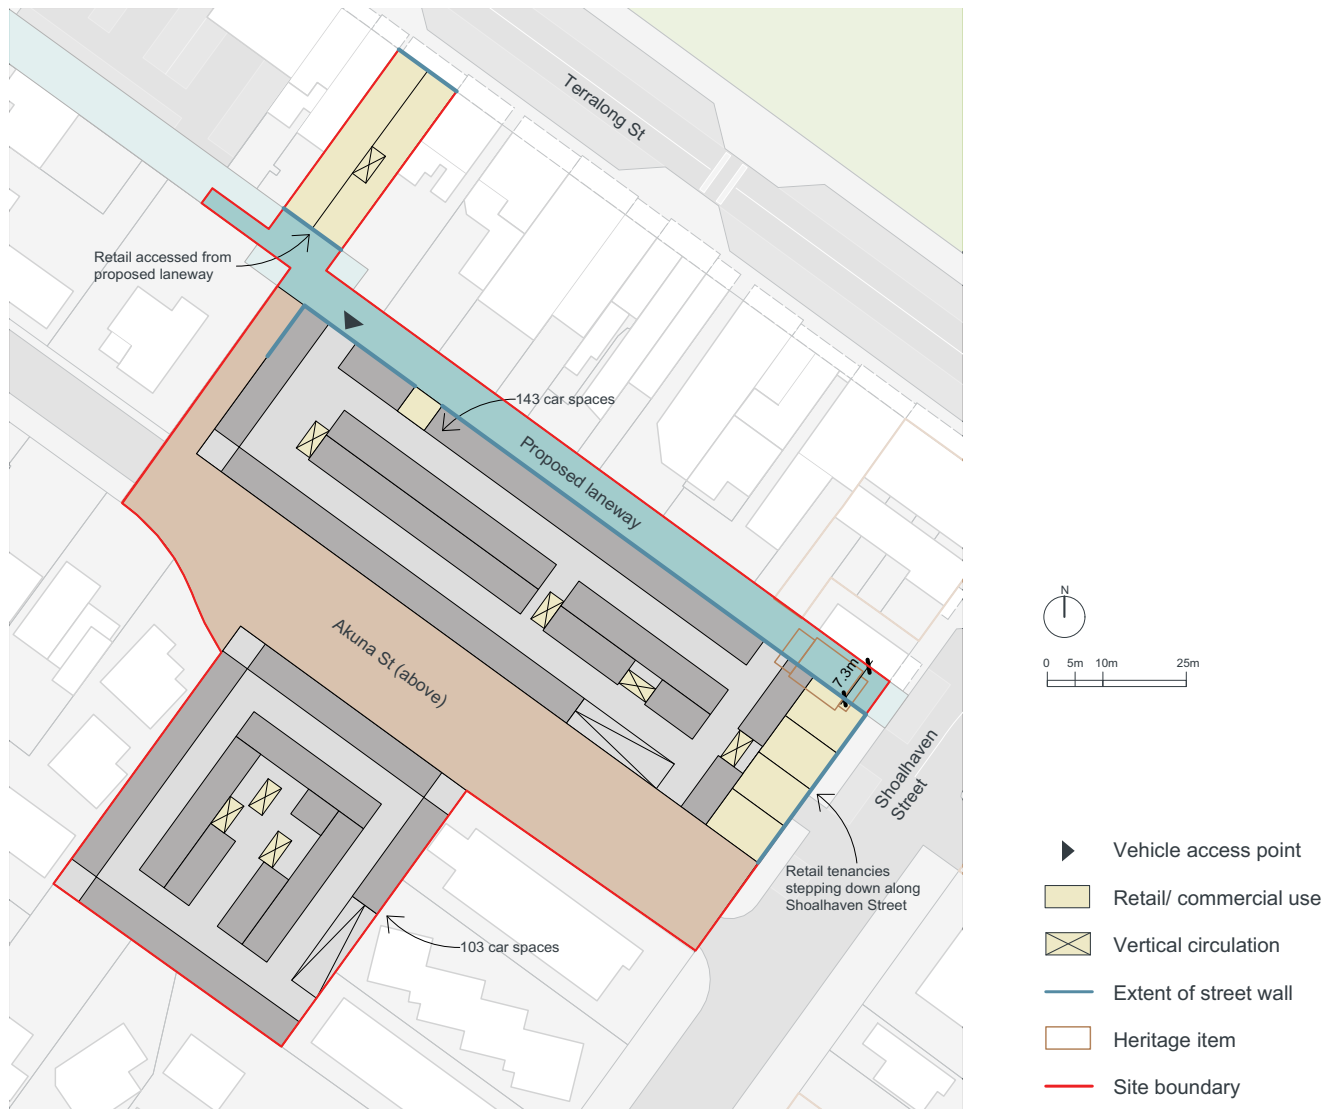 Terralong St
Retail accessed from
proposed laneway
143 car spaces
Proposed laneway
Akuna St (above)
7.3m
Shoalhaven
Street
Retail tenancies
stepping down along
Shoalhaven Street
103 car spaces
N
0 5m 10m 25m
Vehicle access point
Retail/ commercial use
Vertical circulation
Extent of street wall
Heritage item
Site boundary